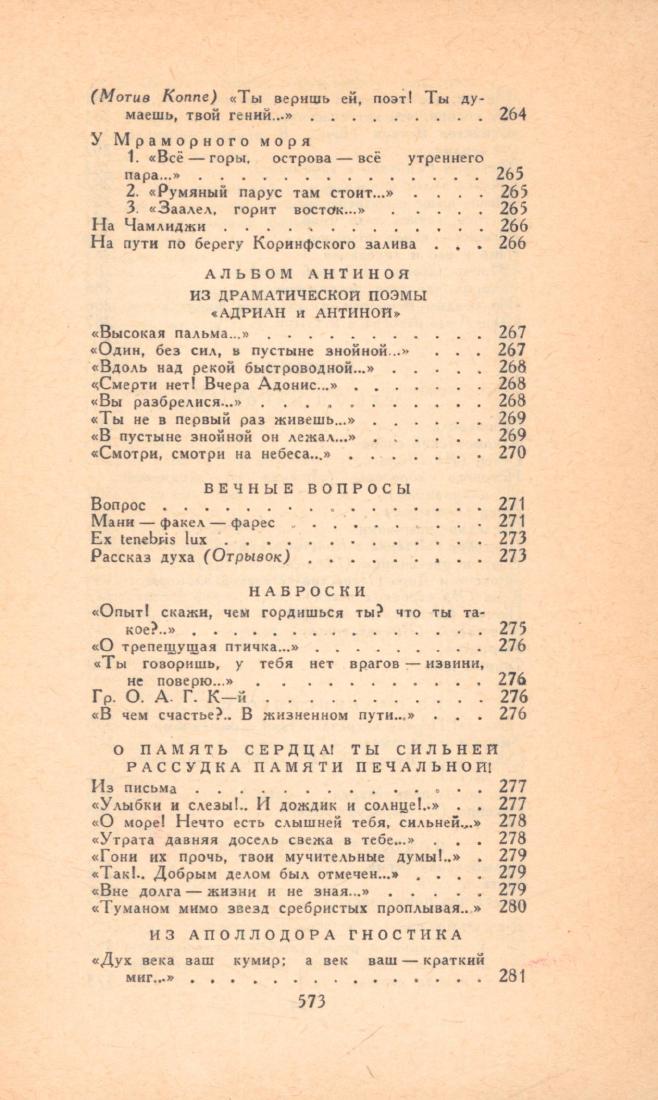 (Мотив Коппе) «Ты веришь ей, поэт! Ты ду-
маешь, твой гений...» . . . . . . . . . 264
У Мраморного моря
1. «Всё — горы, острова — всё утреннего
пара...» . . . . . . . . . . . . . . 265
2. «Румяный парус там стоит...» . . . . 265
3. «Заалел, горит восток...» . . . . . 265
На Чамлиджи . . . . . . . . . . . . . 266
На пути по берегу Коринфского залива . . . 266
АЛЬБОМ АНТИНОЯ
ИЗ ДРАМАТИЧЕСКОЙ ПОЭМЫ
«АДРИАН и АНТИНОЙ»
«Высокая пальма...» . . . . . . . . . . . 267
«Один, без сил, в пустыне знойной...» . . . 267
«Вдоль над рекой быстроводной...» . . . . . 268
«Смерти нет! Вчера Адонис...» . . . . . . . 268
«Вы разбрелися...» . . . . . . . . . . . 268
«Ты не в первый раз живешь...» . . . . . . 269
«В пустыне знойной он лежал...» . . . . . . 269
«Смотри, смотри на небеса...» . . . . . . . 270
ВЕЧНЫЕ ВОПРОСЫ
Вопрос . . . . . . . . . . . . . . . . 271
Мани — факел — фарес . . . . . . . . . 271
Ex tenebris lux . . . . . . . . . . . . . 273
Рассказ духа (Отрывок) . . . . . . . . . 273
НАБРОСКИ
«Опыт! скажи, чем гордишься ты? что ты та-
кое?..» . . . . . . . . . . . . . . . 275
«О трепещущая птичка...» . . . . . . . . . 276
«Ты говоришь, у тебя нет врагов — извини,
не поверю...» . . . . . . . . . . . . 276
Гр. О. А. Г. К—й . . . . . . . . . . . 276
«В чем счастье?.. В жизненном пути...» . . . 276
О ПАМЯТЬ СЕРДЦА! ТЫ СИЛЬНЕЙ
РАССУДКА ПАМЯТИ ПЕЧАЛЬНОЙ!
Из письма . . . . . . . . . . . . . . 277
«Улыбки и слезы!.. И дождик и солнце!..» . . 277
«О море! Нечто есть слышней тебя, сильней...» 278
«Утрата давняя досель свежа в тебе...» . . . 278
«Гони их прочь, твои мучительные думы!..» . 279
«Так!.. Добрым делом был отмечен...» . . . . 279
«Вне долга — жизни и не зная...» . . . . . 279
«Туманом мимо звезд сребристых проплывая...» 280
ИЗ АПОЛЛОДОРА ГНОСТИКА
«Дух века ваш кумир; а век ваш — краткий
миг...» . . . . . . . . . . . . . . . 281
573